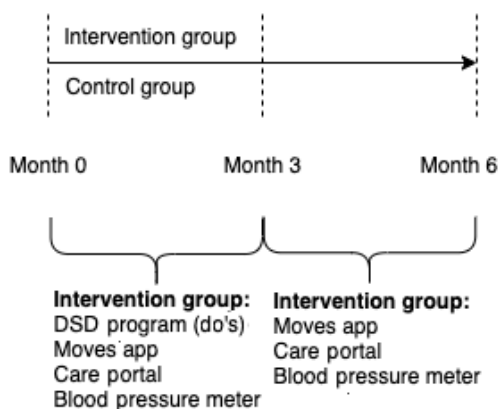 Intervention group
Control group
Month 0 Month 3 Month 6
Intervention group:
DSD program (do's)
Moves app
Care portal
Blood pressure meter
Intervention group:
Moves app
Care portal
Blood pressure meter